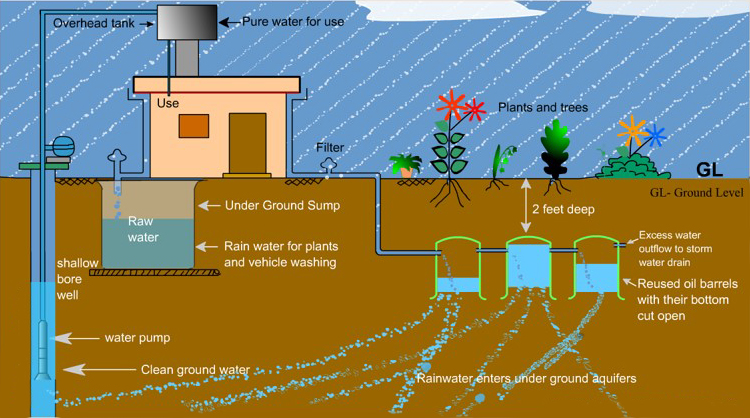 Overhead tank
Pure water for use
Use
Plants and trees
Filter
GL
GL- Ground Level
Under Ground Sump
2 feet deep
Raw
water
Rain water for plants
and vehicle washing
Excess water
outflow to storm
water drain
shallow
bore
well
Reused oil barrels
with their bottom
cut open
water pump
Clean ground water
Rainwater enters under ground aquifers